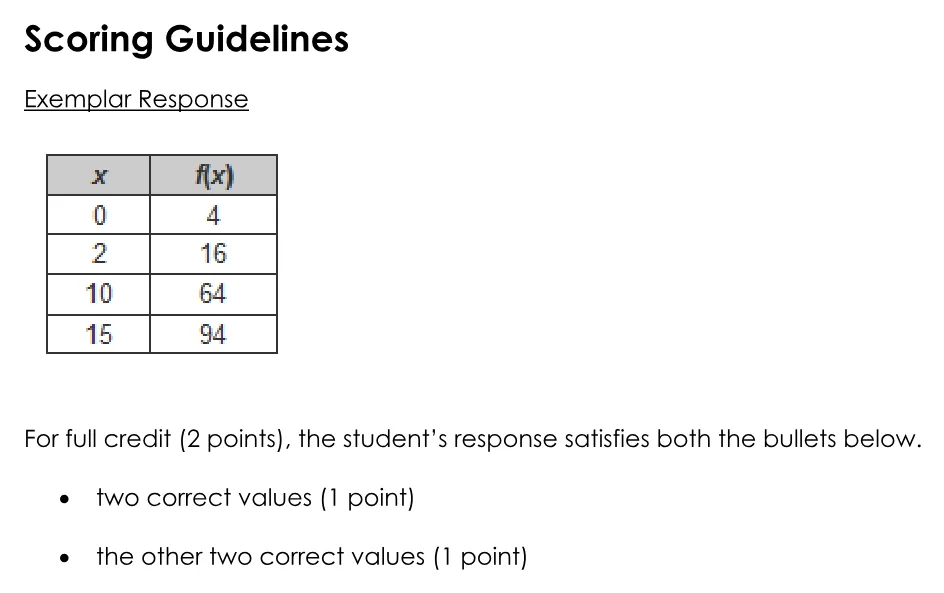 Scoring Guidelines
Exemplar Response
x f(x)
0 4
2 16
10 64
15 94
For full credit (2 points), the student’s response satisfies both the bullets below.
• two correct values (1 point)
• the other two correct values (1 point)